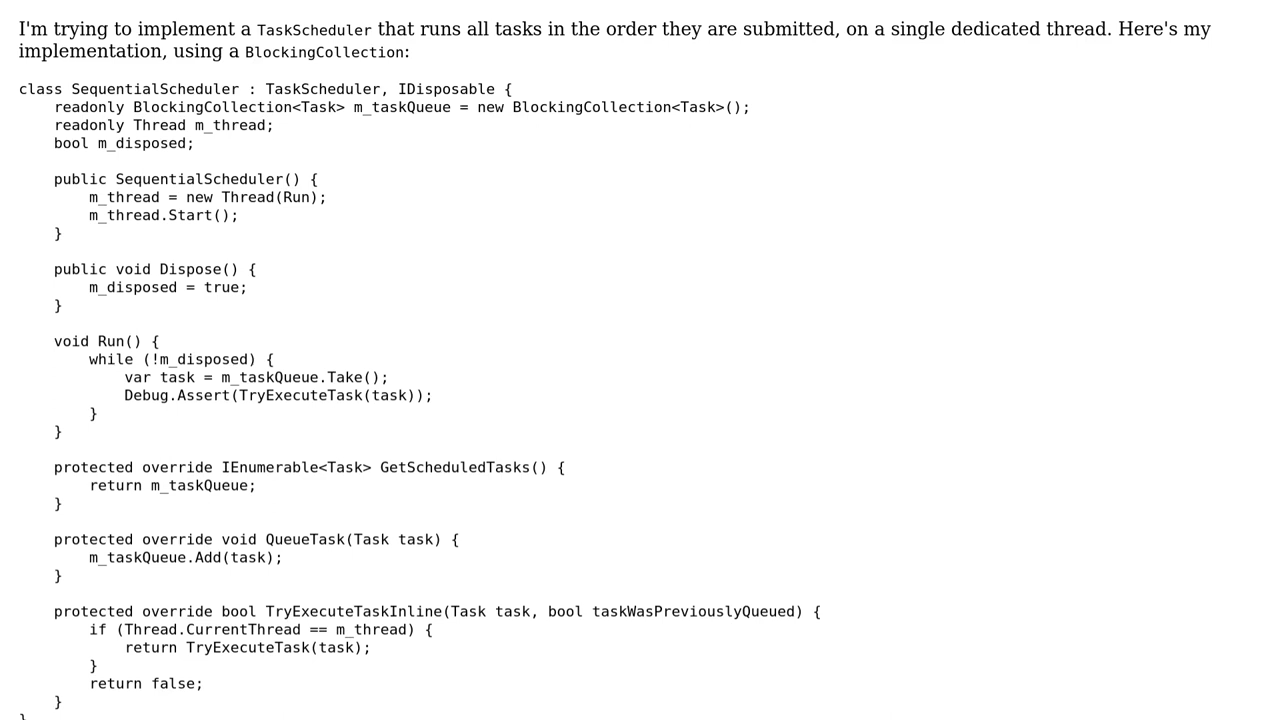 I'm trying to implement a TaskScheduler that runs all tasks in the order they are submitted, on a single dedicated thread. Here's my
implementation, using a BlockingCollection:
class SequentialScheduler : TaskScheduler, IDisposable {
    readonly BlockingCollection<Task> m_taskQueue = new BlockingCollection<Task>();
    readonly Thread m_thread;
    bool m_disposed;

    public SequentialScheduler() {
        m_thread = new Thread(Run);
        m_thread.Start();
    }

    public void Dispose() {
        m_disposed = true;
    }

    void Run() {
        while (!m_disposed) {
            var task = m_taskQueue.Take();
            Debug.Assert(TryExecuteTask(task));
        }
    }

    protected override IEnumerable<Task> GetScheduledTasks() {
        return m_taskQueue;
    }

    protected override void QueueTask(Task task) {
        m_taskQueue.Add(task);
    }

    protected override bool TryExecuteTaskInline(Task task, bool taskWasPreviouslyQueued) {
        if (Thread.CurrentThread == m_thread) {
            return TryExecuteTask(task);
        }
        return false;
    }
}